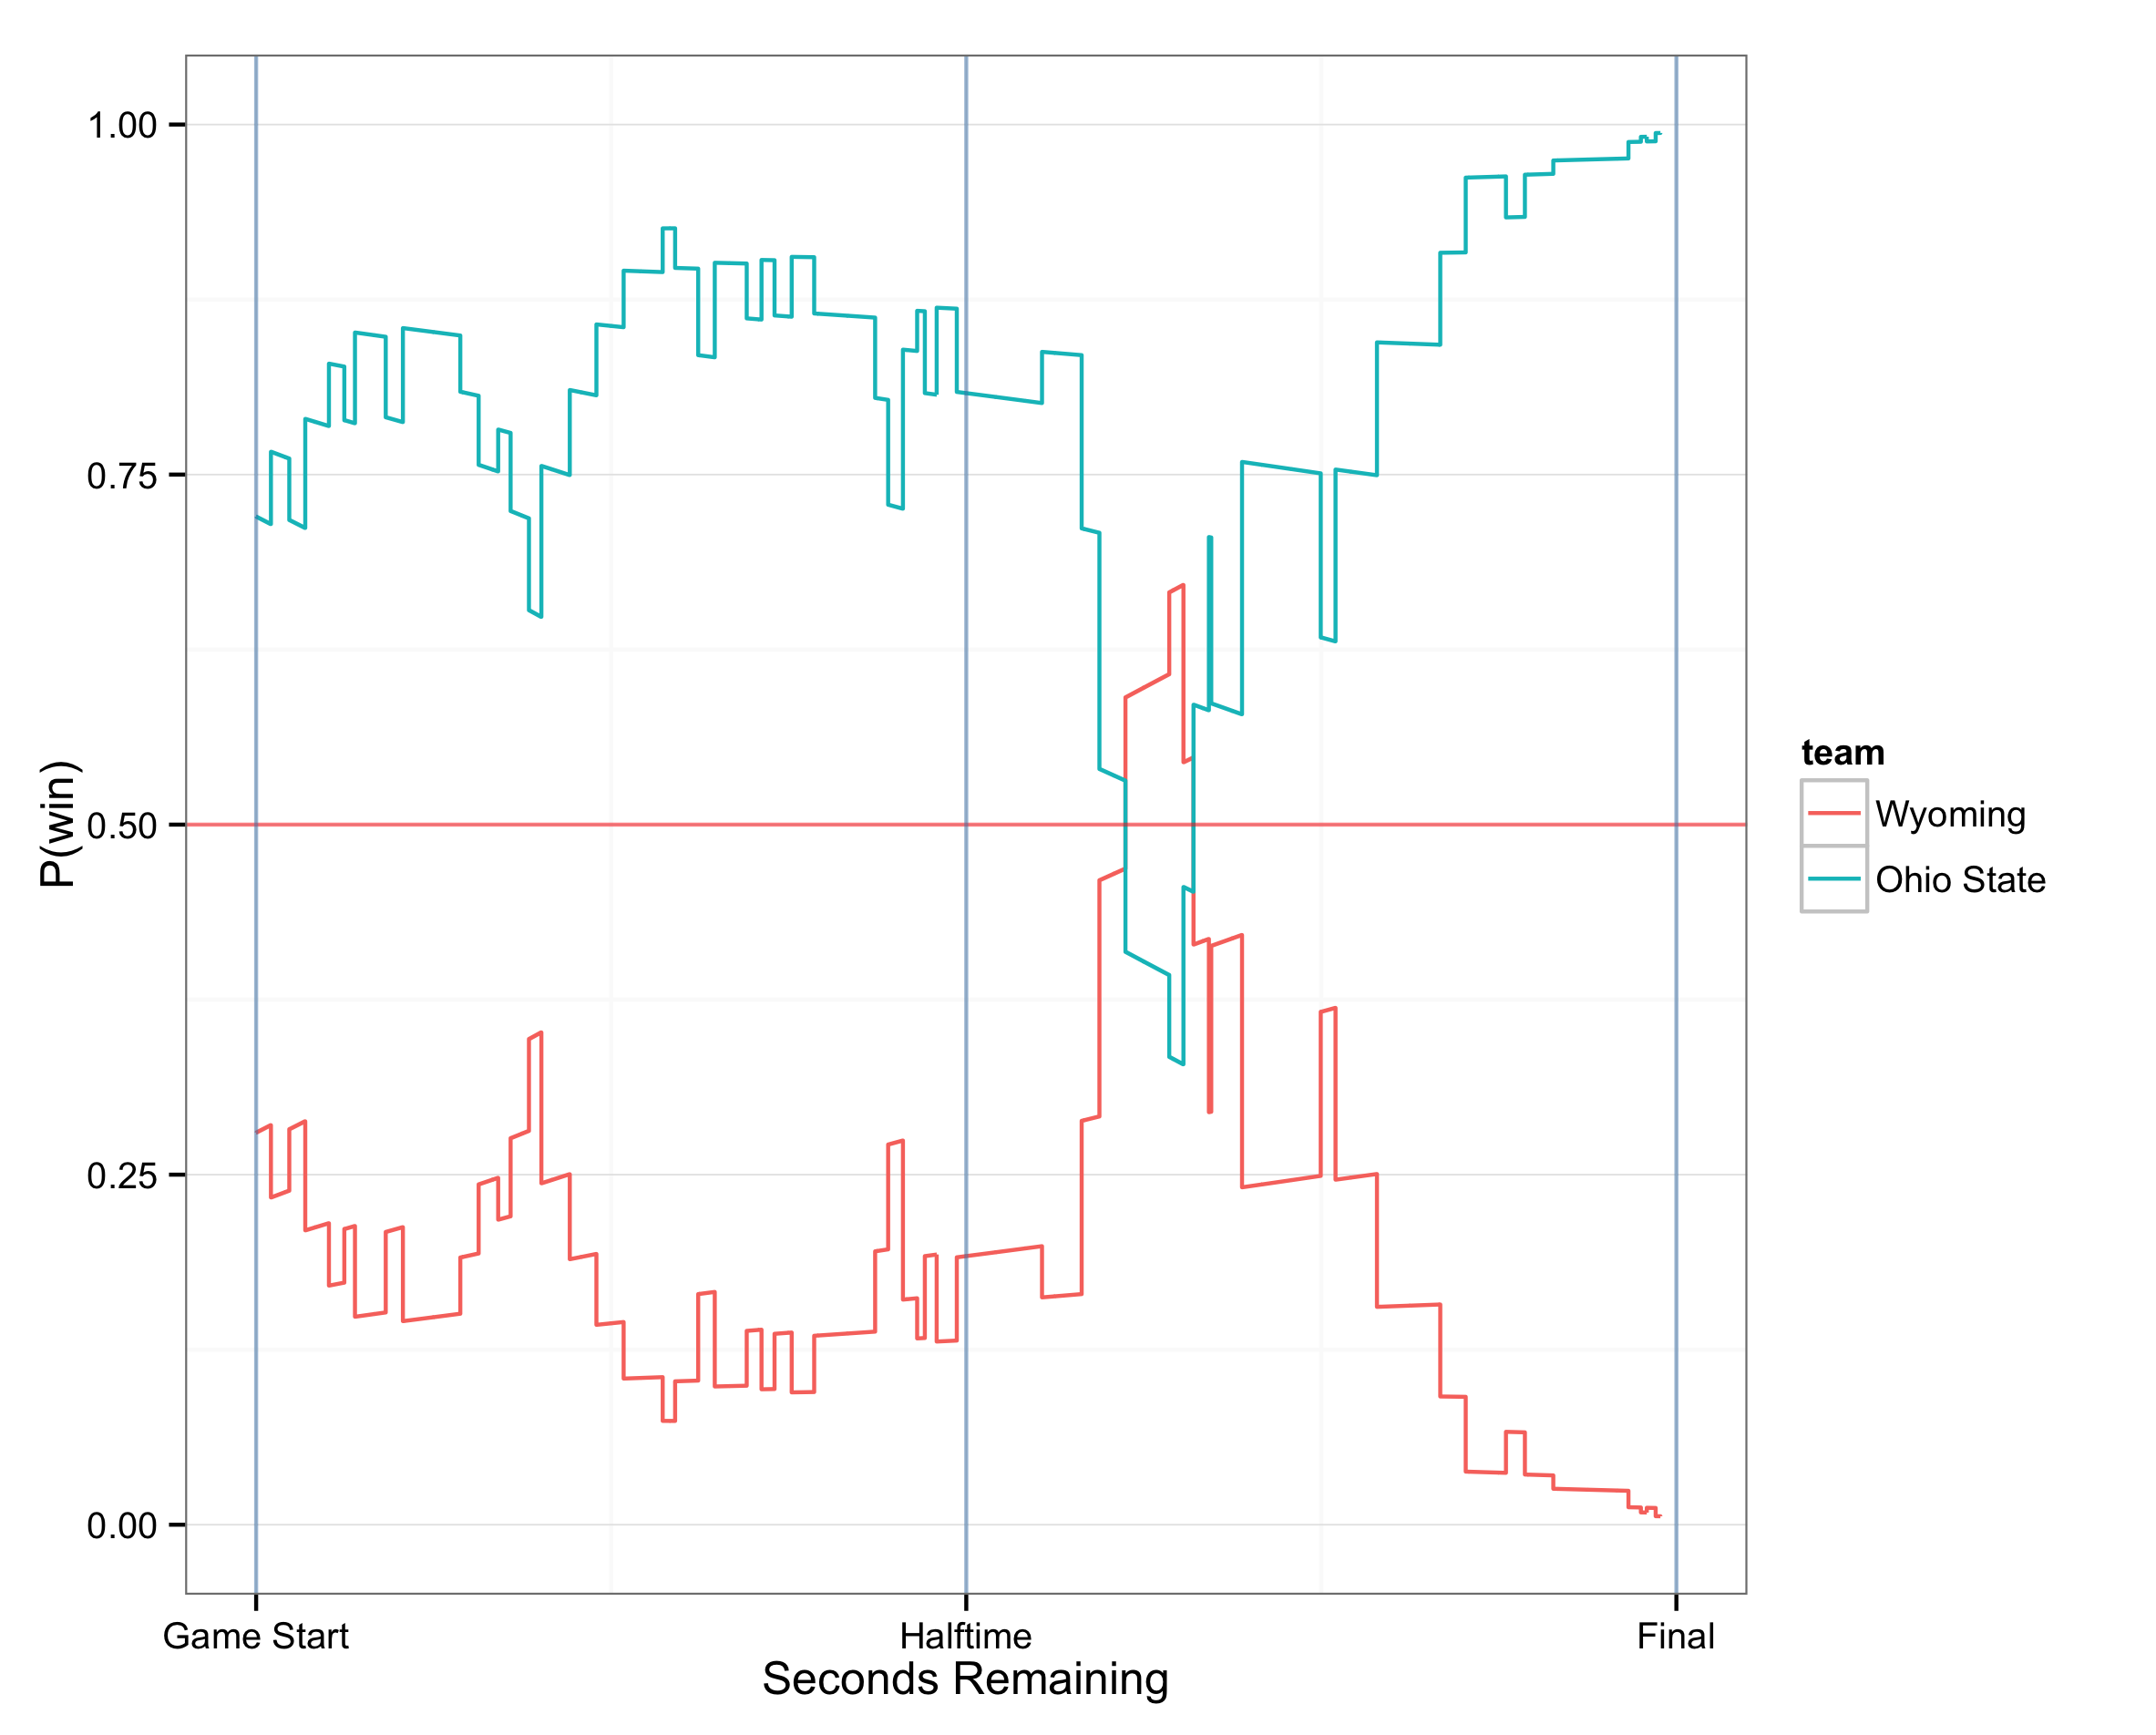 1.00
0.75
0.50
0.25
0.00
P(win)
Game Start
Halftime
Final
Seconds Remaining
team
Wyoming
Ohio State